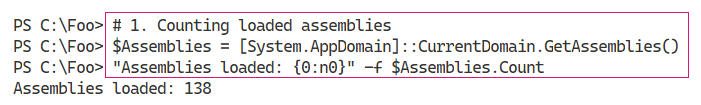 PS C:\Foo> # 1. Counting loaded assemblies
PS C:\Foo> $Assemblies = [System.AppDomain]::CurrentDomain.GetAssemblies()
PS C:\Foo> "Assemblies loaded: {0:n0}" -f $Assemblies.Count
Assemblies loaded: 138